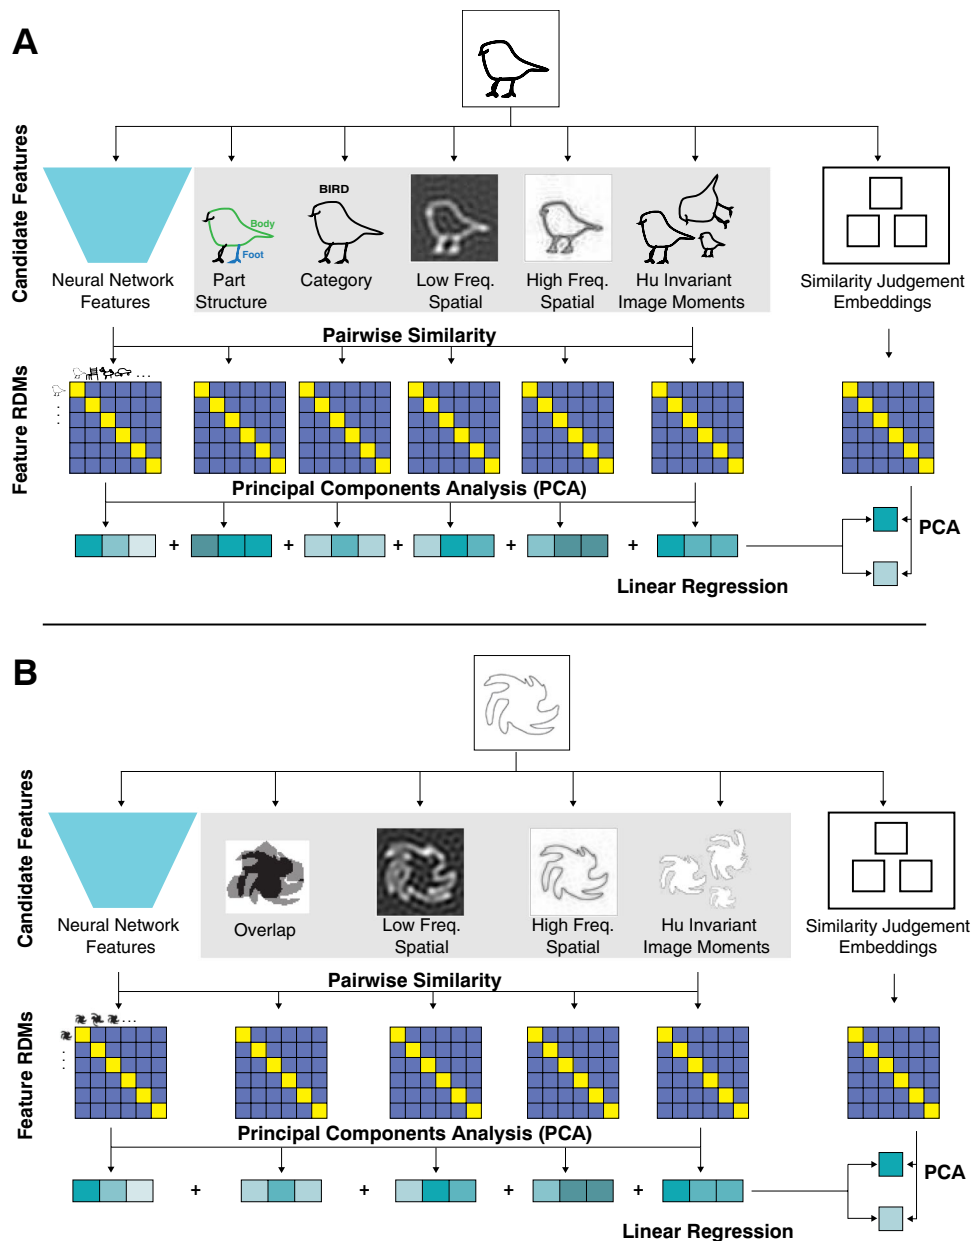 A
Candidate Features
BIRD
Body
Foot
Neural Network
Features
Part
Structure
Category
Low Freq.
Spatial
High Freq.
Spatial
Hu Invariant
Image Moments
Similarity Judgement
Embeddings
Pairwise Similarity
Feature RDMs
. . .
Principal Components Analysis (PCA)
+ + + + +
PCA
Linear Regression
B
Candidate Features
Neural Network
Features
Overlap
Low Freq.
Spatial
High Freq.
Spatial
Hu Invariant
Image Moments
Similarity Judgement
Embeddings
Pairwise Similarity
Feature RDMs
. . .
Principal Components Analysis (PCA)
+ + + +
PCA
Linear Regression